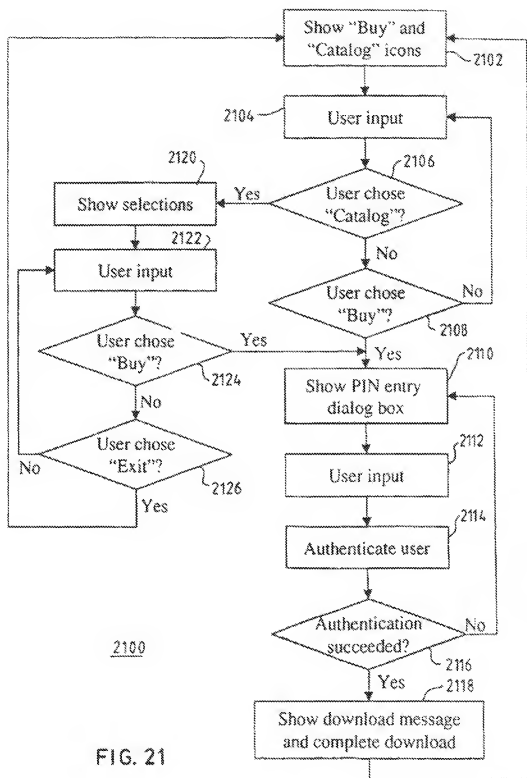 Show "Buy" and
"Catalog" icons
2102
2104
User input
2106
User chose
"Catalog"?
Yes
No
2120
Show selections
2122
User input
User chose
"Buy"?
No
2108
Yes
User chose
"Buy"?
Yes
2124
No
Show PIN entry
dialog box
2110
User chose
"Exit"?
No
2126
Yes
User input
2112
Authenticate user
2114
Authentication
succeeded?
No
2116
Yes
2100
2118
Show download message
and complete download
FIG. 21